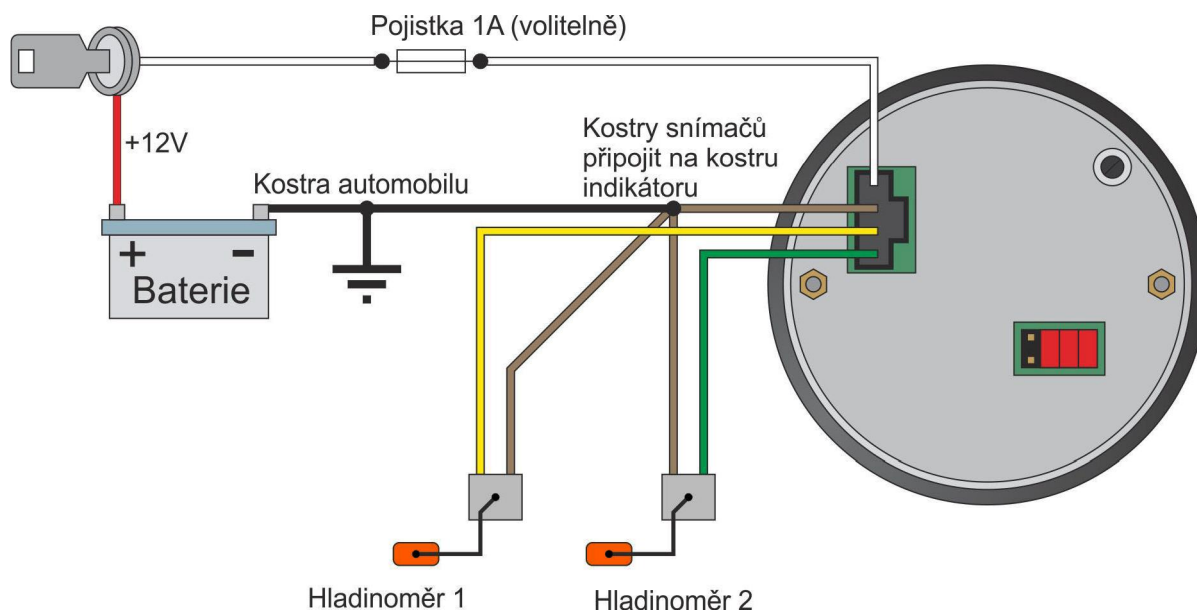 Pojistka 1A (volitelně)
+12V
Kostra automobilu
Kostry snímačů
připojit na kostru
indikátoru
+ -
Baterie
Hladinoměr 1
Hladinoměr 2